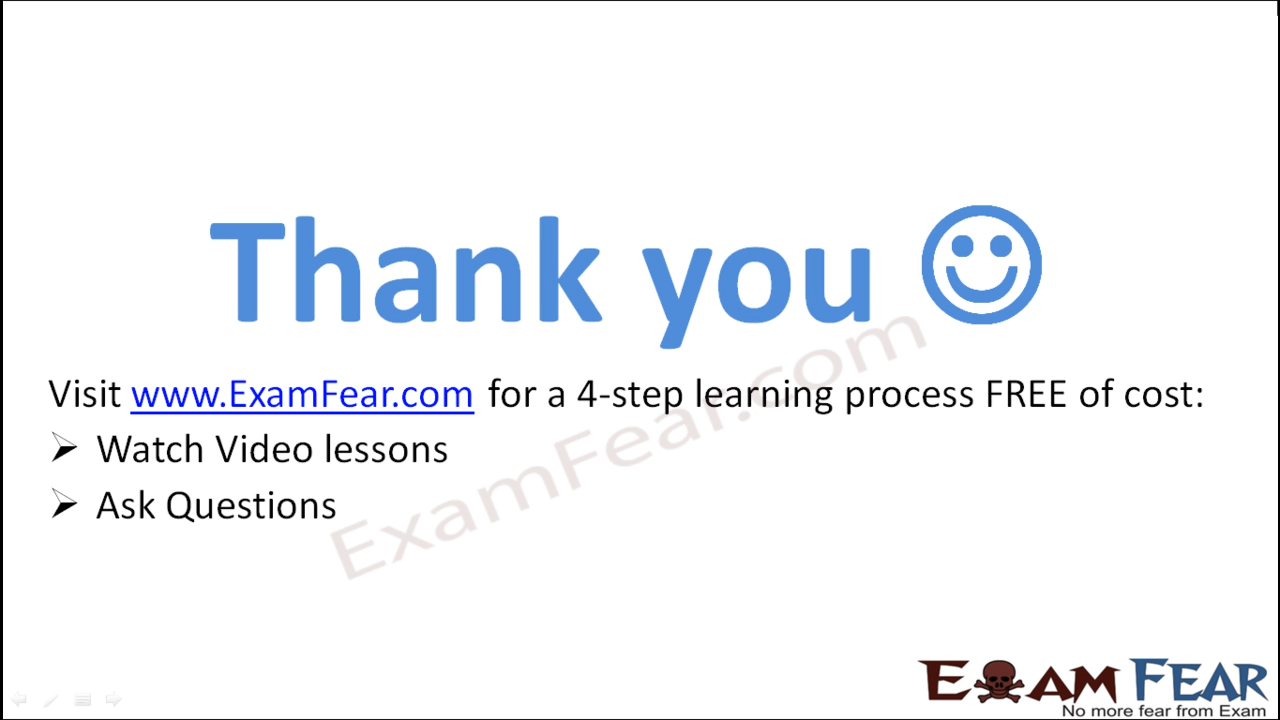 Thank you
Visit www.ExamFear.com for a 4-step learning process FREE of cost:
Watch Video lessons
Ask Questions
ExamFear.com
EXAM FEAR
No more fear from Exam